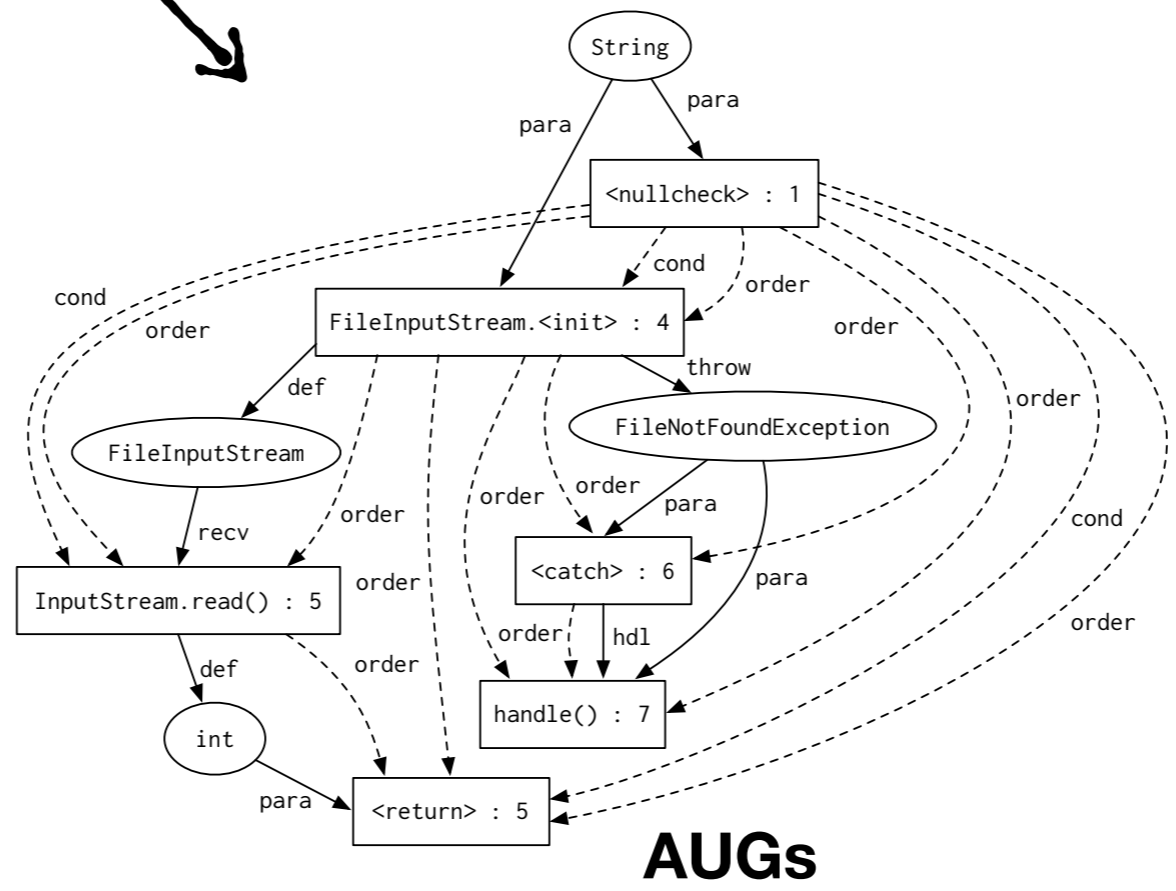 String
para
para
<nullcheck> : 1
cond
order
cond
order
FileInputStream.<init> : 4
order
def
throw
order
FileInputStream
FileNotFoundException
recv
order
order
order
para
cond
InputStream.read() : 5
order
<catch> : 6
para
order
def
order
order
hdl
int
handle() : 7
para
<return> : 5
AUGs